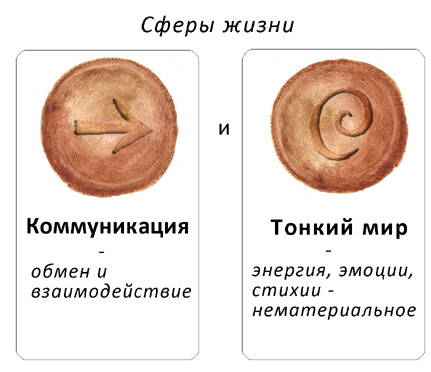 Сферы жизни
и
Коммуникация
-
обмен и
взаимодействие
Тонкий мир
-
энергия, эмоции,
стихии -
нематериальное